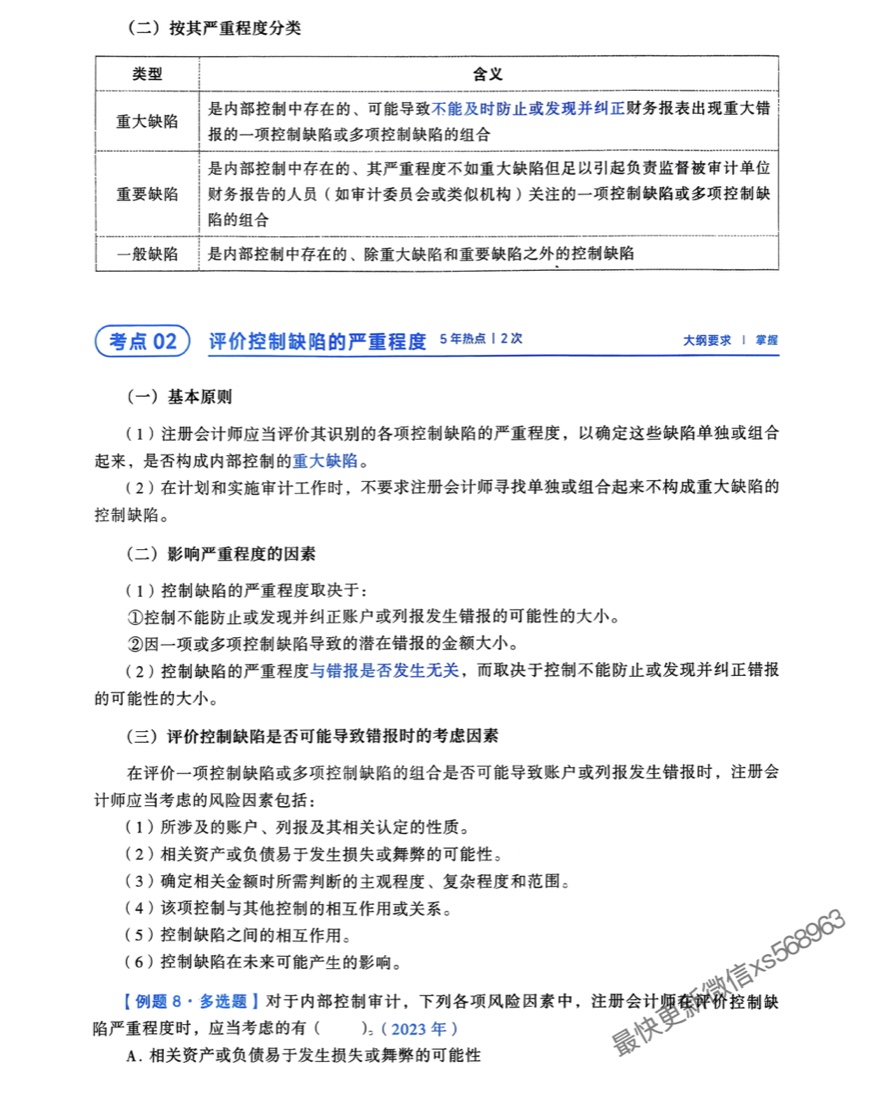 （二）按其严重程度分类
类型
含义
重大缺陷
是内部控制中存在的、可能导致不能及时防止或发现并纠正财务报表出现重大错
报的一项控制缺陷或多项控制缺陷的组合
重要缺陷
是内部控制中存在的、其严重程度不如重大缺陷但足以引起负责监督被审计单位
财务报告的人员（如审计委员会或类似机构）关注的一项控制缺陷或多项控制缺
陷的组合
一般缺陷
是内部控制中存在的、除重大缺陷和重要缺陷之外的控制缺陷
考点 02 评价控制缺陷的严重程度 5年热点 | 2次 大纲要求 | 掌握
（一）基本原则
（1）注册会计师应当评价其识别的各项控制缺陷的严重程度，以确定这些缺陷单独或组合
起来，是否构成内部控制的重大缺陷。
（2）在计划和实施审计工作时，不要求注册会计师寻找单独或组合起来不构成重大缺陷的
控制缺陷。
（二）影响严重程度的因素
（1）控制缺陷的严重程度取决于：
①控制不能防止或发现并纠正账户或列报发生错报的可能性的大小。
②因一项或多项控制缺陷导致的潜在错报的金额大小。
（2）控制缺陷的严重程度与错报是否发生无关，而取决于控制不能防止或发现并纠正错报
的可能性的大小。
（三）评价控制缺陷是否可能导致错报时的考虑因素
在评价一项控制缺陷或多项控制缺陷的组合是否可能导致账户或列报发生错报时，注册会
计师应当考虑的风险因素包括：
（1）所涉及的账户、列报及其相关认定的性质。
（2）相关资产或负债易于发生损失或舞弊的可能性。
（3）确定相关金额时所需判断的主观程度、复杂程度和范围。
（4）该项控制与其他控制的相互作用或关系。
（5）控制缺陷之间的相互作用。
（6）控制缺陷在未来可能产生的影响。
【例题8·多选题】对于内部控制审计，下列各项风险因素中，注册会计师在评价控制缺
陷严重程度时，应当考虑的有（　　）。（2023年）
A. 相关资产或负债易于发生损失或舞弊的可能性
最快更新微信xs568963